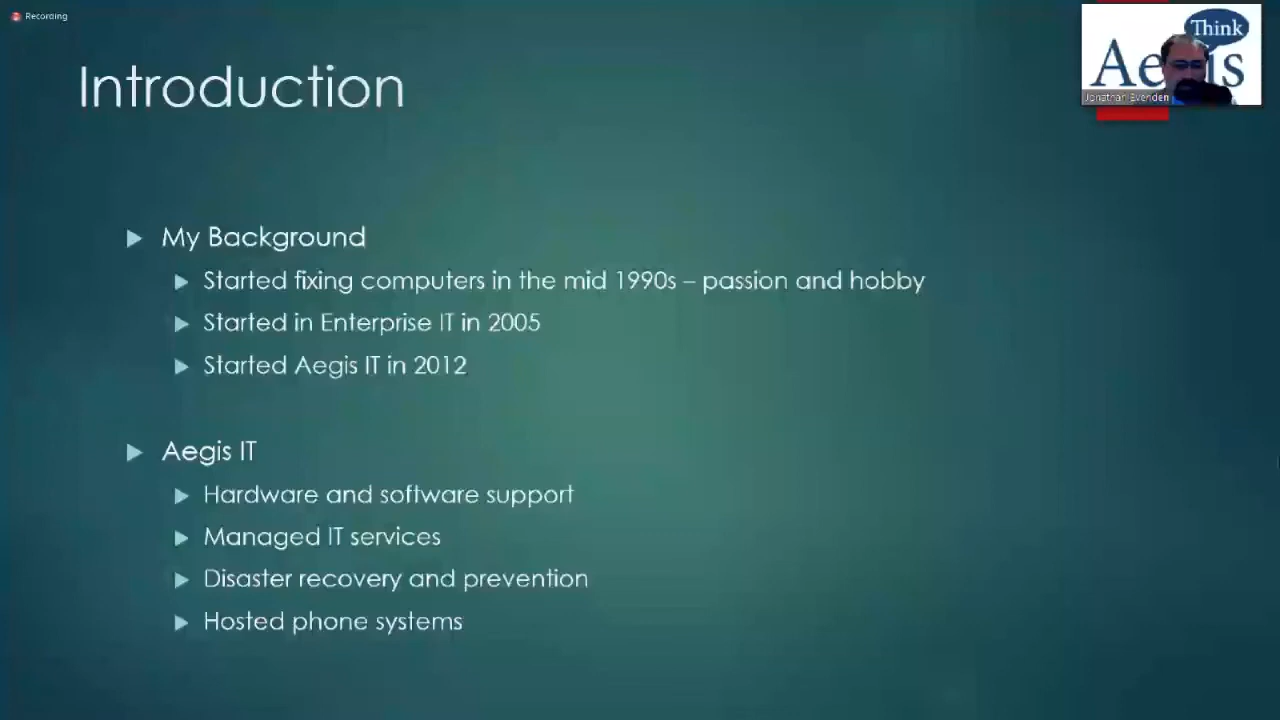 Recording
Think
Ae is
Jonathan Evenden
Introduction
My Background
Started fixing computers in the mid 1990s – passion and hobby
Started in Enterprise IT in 2005
Started Aegis IT in 2012
Aegis IT
Hardware and software support
Managed IT services
Disaster recovery and prevention
Hosted phone systems